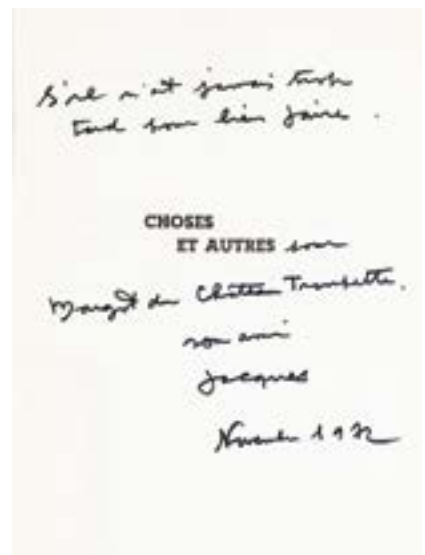 S'il n'est jamais trop
tard pour bien faire.
CHOSES
ET AUTRES pour
Margot du Château Trompette.
son ami
Jacques
Novembre 1972